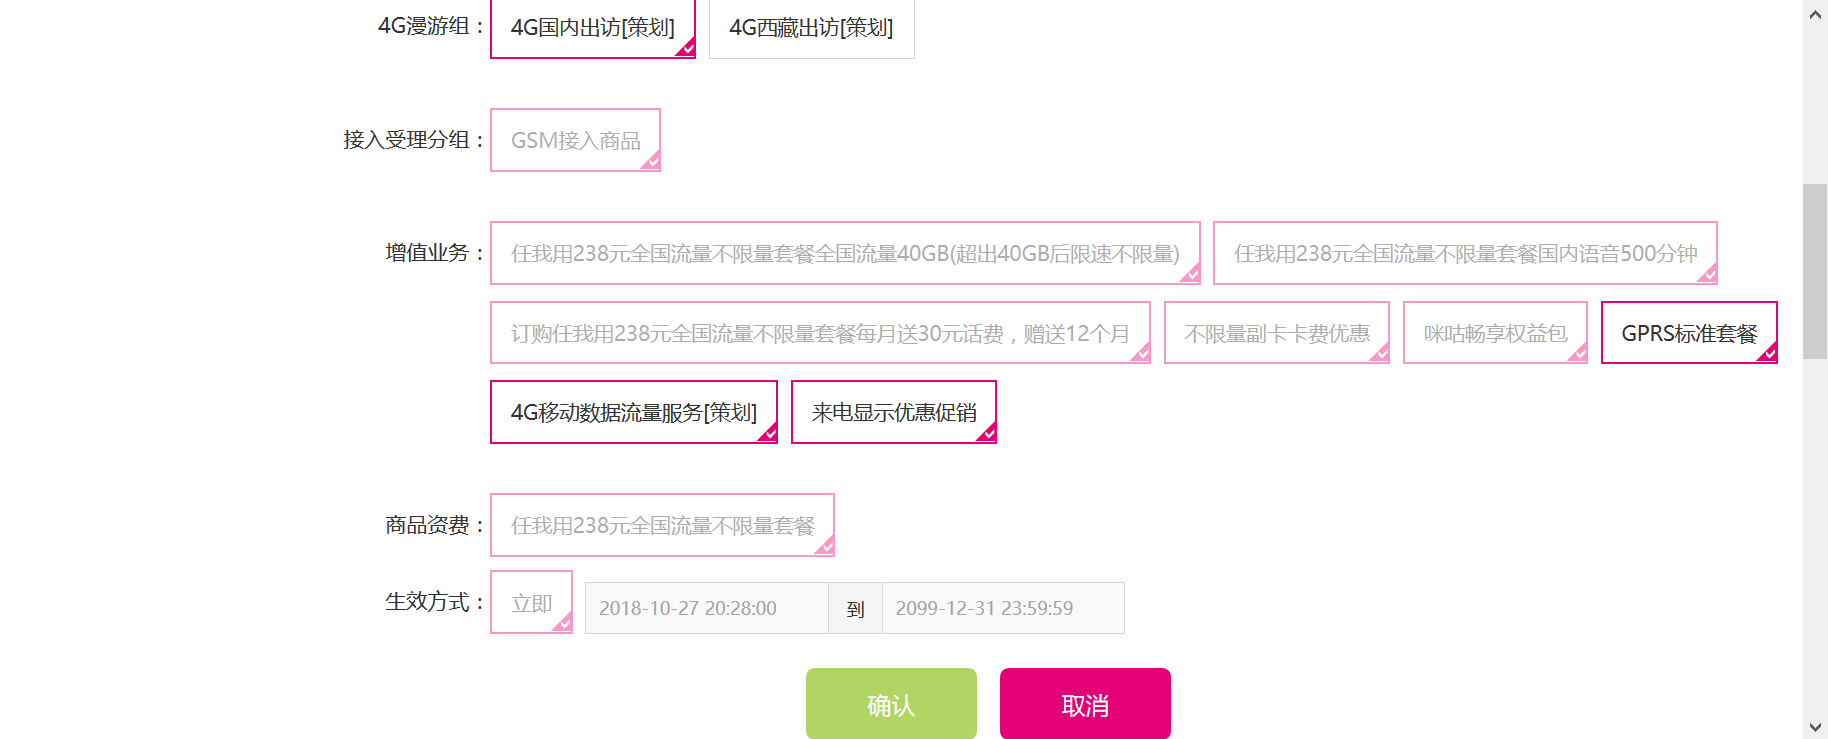 4G漫游组： 4G国内出访[策划] 4G西藏出访[策划]
接入受理分组： GSM接入商品
增值业务： 任我用238元全国流量不限量套餐全国流量40GB(超出40GB后限速不限量) 任我用238元全国流量不限量套餐国内语音500分钟
订购任我用238元全国流量不限量套餐每月送30元话费，赠送12个月 不限量副卡卡费优惠 咪咕畅享权益包 GPRS标准套餐
4G移动数据流量服务[策划] 来电显示优惠促销
商品资费： 任我用238元全国流量不限量套餐
生效方式： 立即 2018-10-27 20:28:00 到 2099-12-31 23:59:59
确认 取消